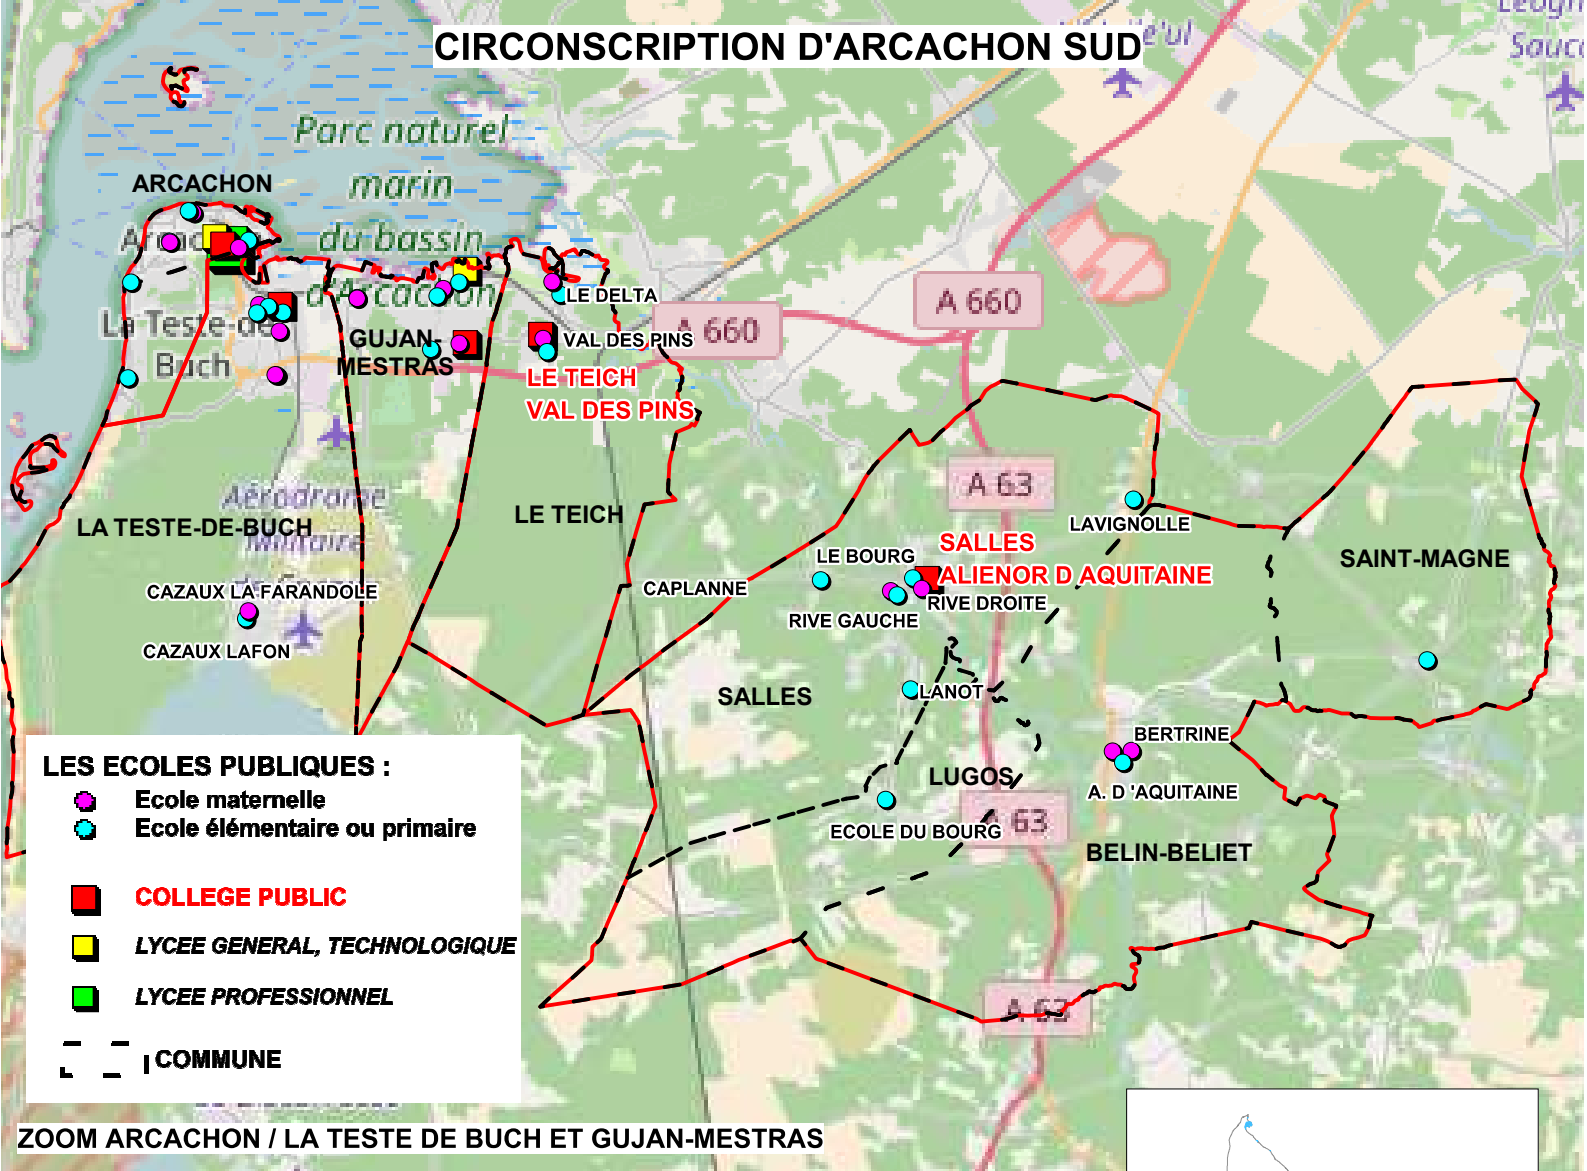 CIRCONSCRIPTION D'ARCACHON SUD
Parc naturel
marin
du bassin
d'Arcachon
ARCACHON
La Teste-de
Buch
A 660
A 660
LE DELTA
VAL DES PINS
GUJAN-
MESTRAS
LE TEICH
VAL DES PINS
A 63
Aérodrome
Militaire
LA TESTE-DE-BUCH
LE TEICH
LAVIGNOLLE
SALLES
ALIENOR D AQUITAINE
LE BOURG
SAINT-MAGNE
CAPLANNE
RIVE DROITE
RIVE GAUCHE
CAZAUX LA FARANDOLE
CAZAUX LAFON
SALLES
LANOT
BERTRINE
LUGOS
A. D 'AQUITAINE
A 63
ECOLE DU BOURG
BELIN-BELIET
A 63
LES ECOLES PUBLIQUES :
Ecole maternelle
Ecole élémentaire ou primaire
COLLEGE PUBLIC
LYCEE GENERAL, TECHNOLOGIQUE
LYCEE PROFESSIONNEL
COMMUNE
ZOOM ARCACHON / LA TESTE DE BUCH ET GUJAN-MESTRAS